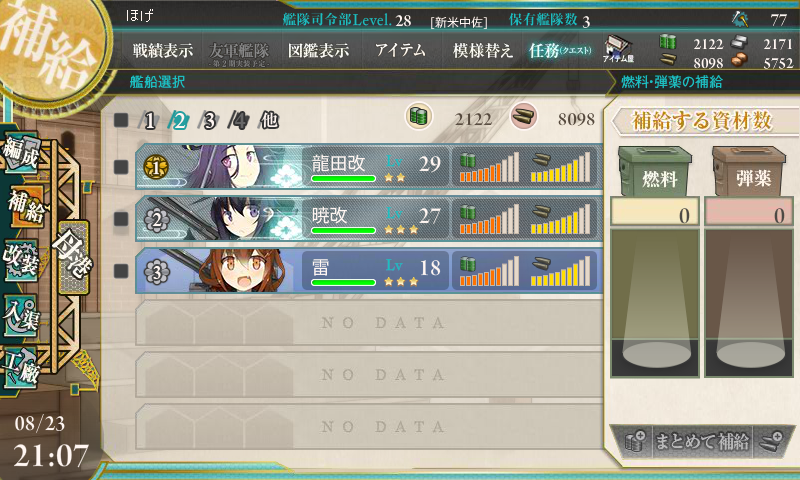 補給
ほげ
艦隊司令部Level. 28 [新米中佐] 保有艦隊数 3 77
戦績表示 友軍艦隊 図鑑表示 アイテム 模様替え 任務(クエスト) アイテム屋
第2期実装予定
2122 2171
8098 5752
艦船選択 燃料・弾薬の補給
1 2 3 4 他 2122 8098
補給する資材数
編成
補給
改装
入渠
工廠
母港
1 龍田改 Lv 29
2 暁改 Lv 27
3 雷 Lv 18
NO DATA
NO DATA
NO DATA
燃料 弾薬
0 0
まとめて補給
08/23
21:07